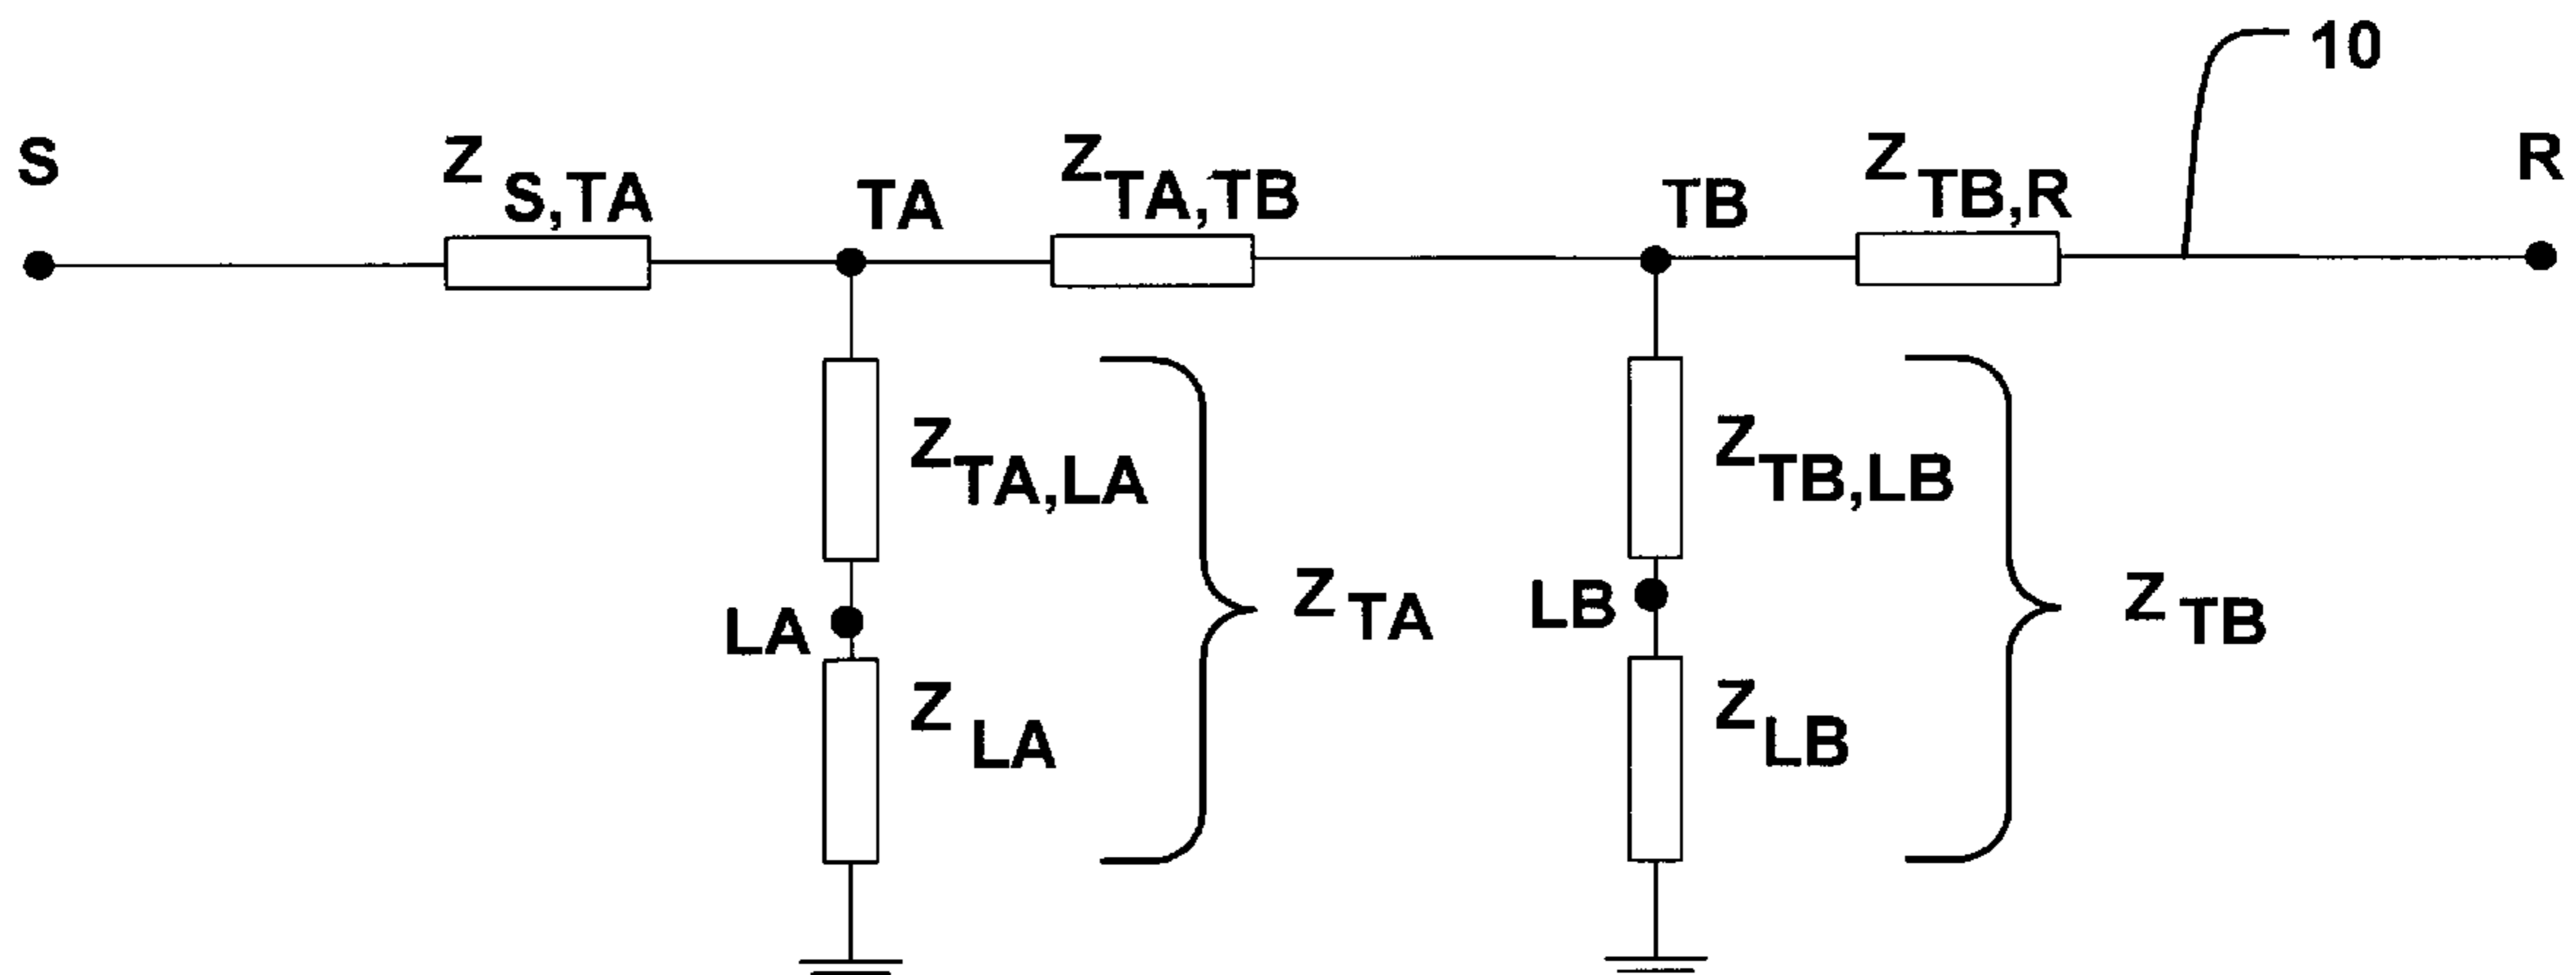 10
S
Z S,TA
TA
Z TA,TB
TB
Z TB,R
R
Z TA,LA
Z TB,LB
LA
Z TA
LB
Z TB
Z LA
Z LB